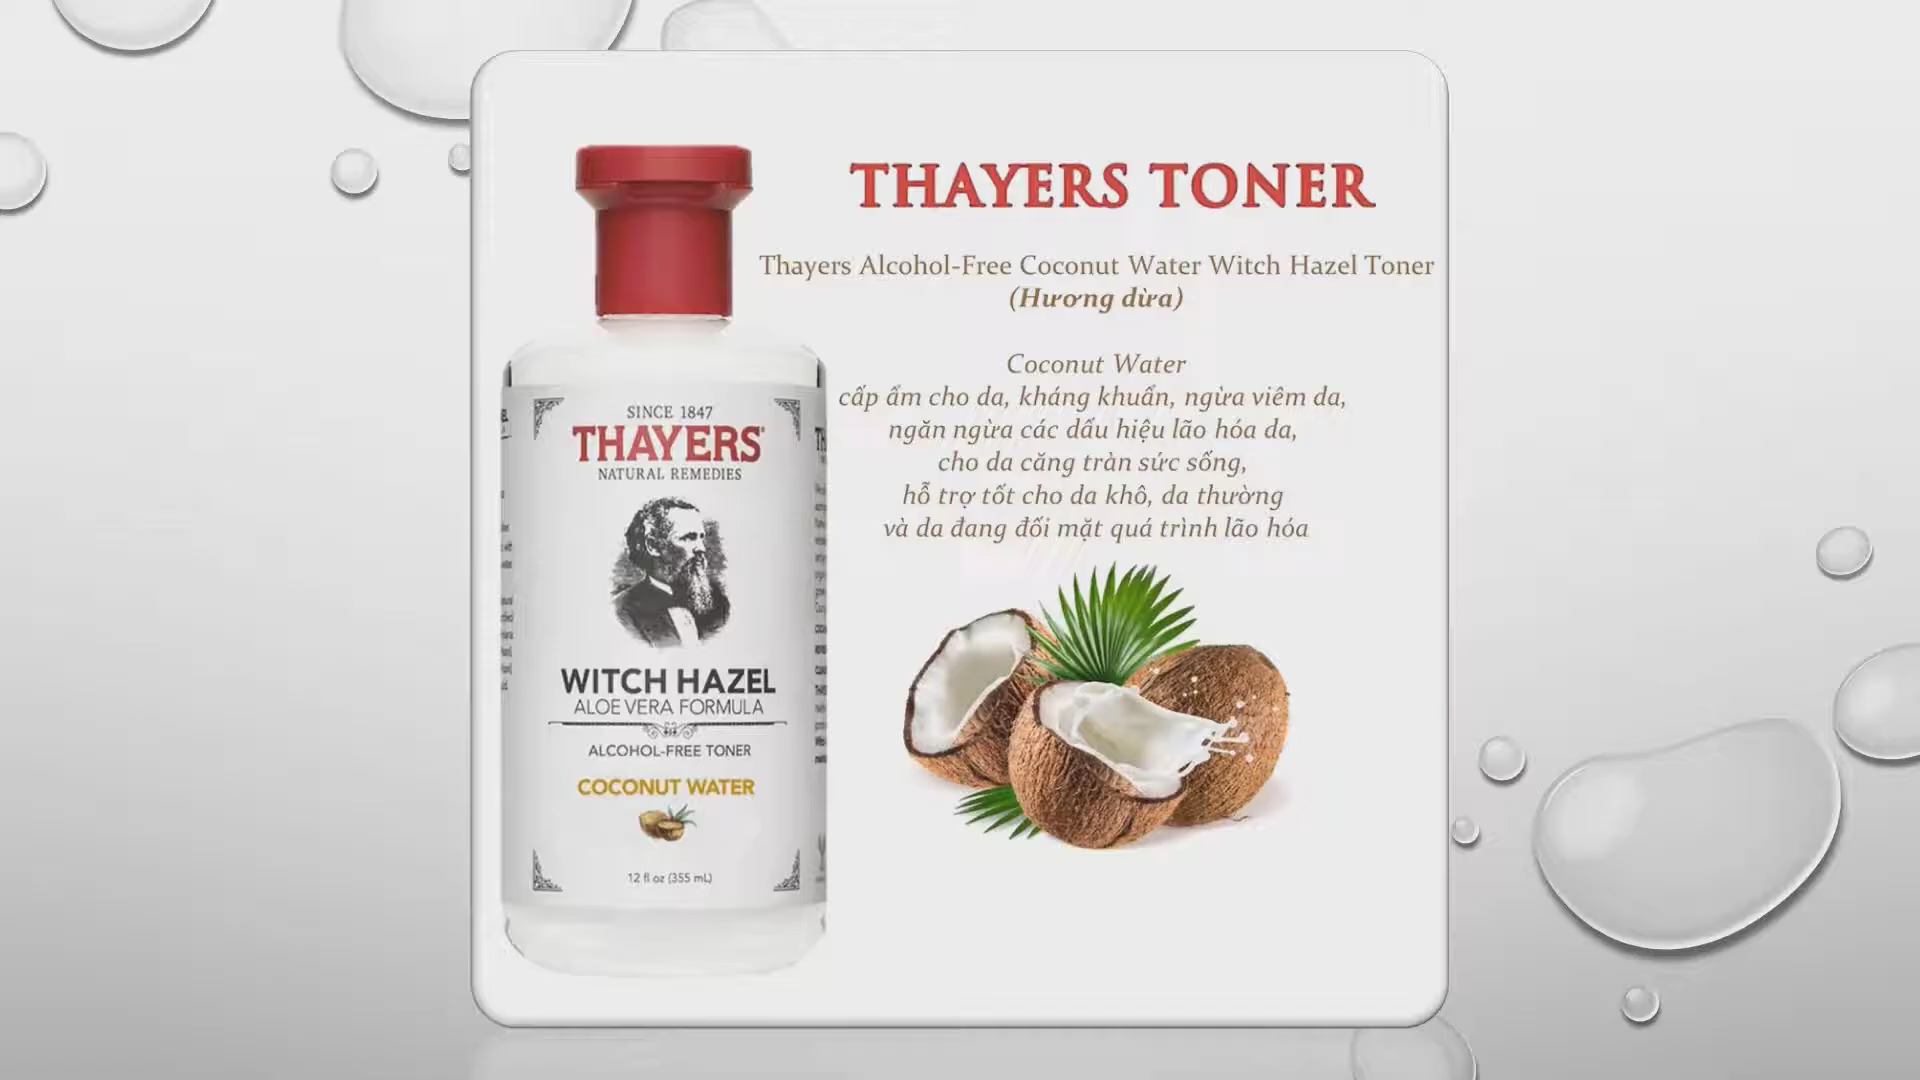 THAYERS TONER
Thayers Alcohol-Free Coconut Water Witch Hazel Toner
(Hương dừa)
Coconut Water
cấp ẩm cho da, kháng khuẩn, ngừa viêm da,
ngăn ngừa các dấu hiệu lão hóa da,
cho da căng tràn sức sống,
hỗ trợ tốt cho da khô, da thường
và da đang đối mặt quá trình lão hóa
SINCE 1847
THAYERS
NATURAL REMEDIES
WITCH HAZEL
ALOE VERA FORMULA
ALCOHOL-FREE TONER
COCONUT WATER
12 fl oz (355 mL)